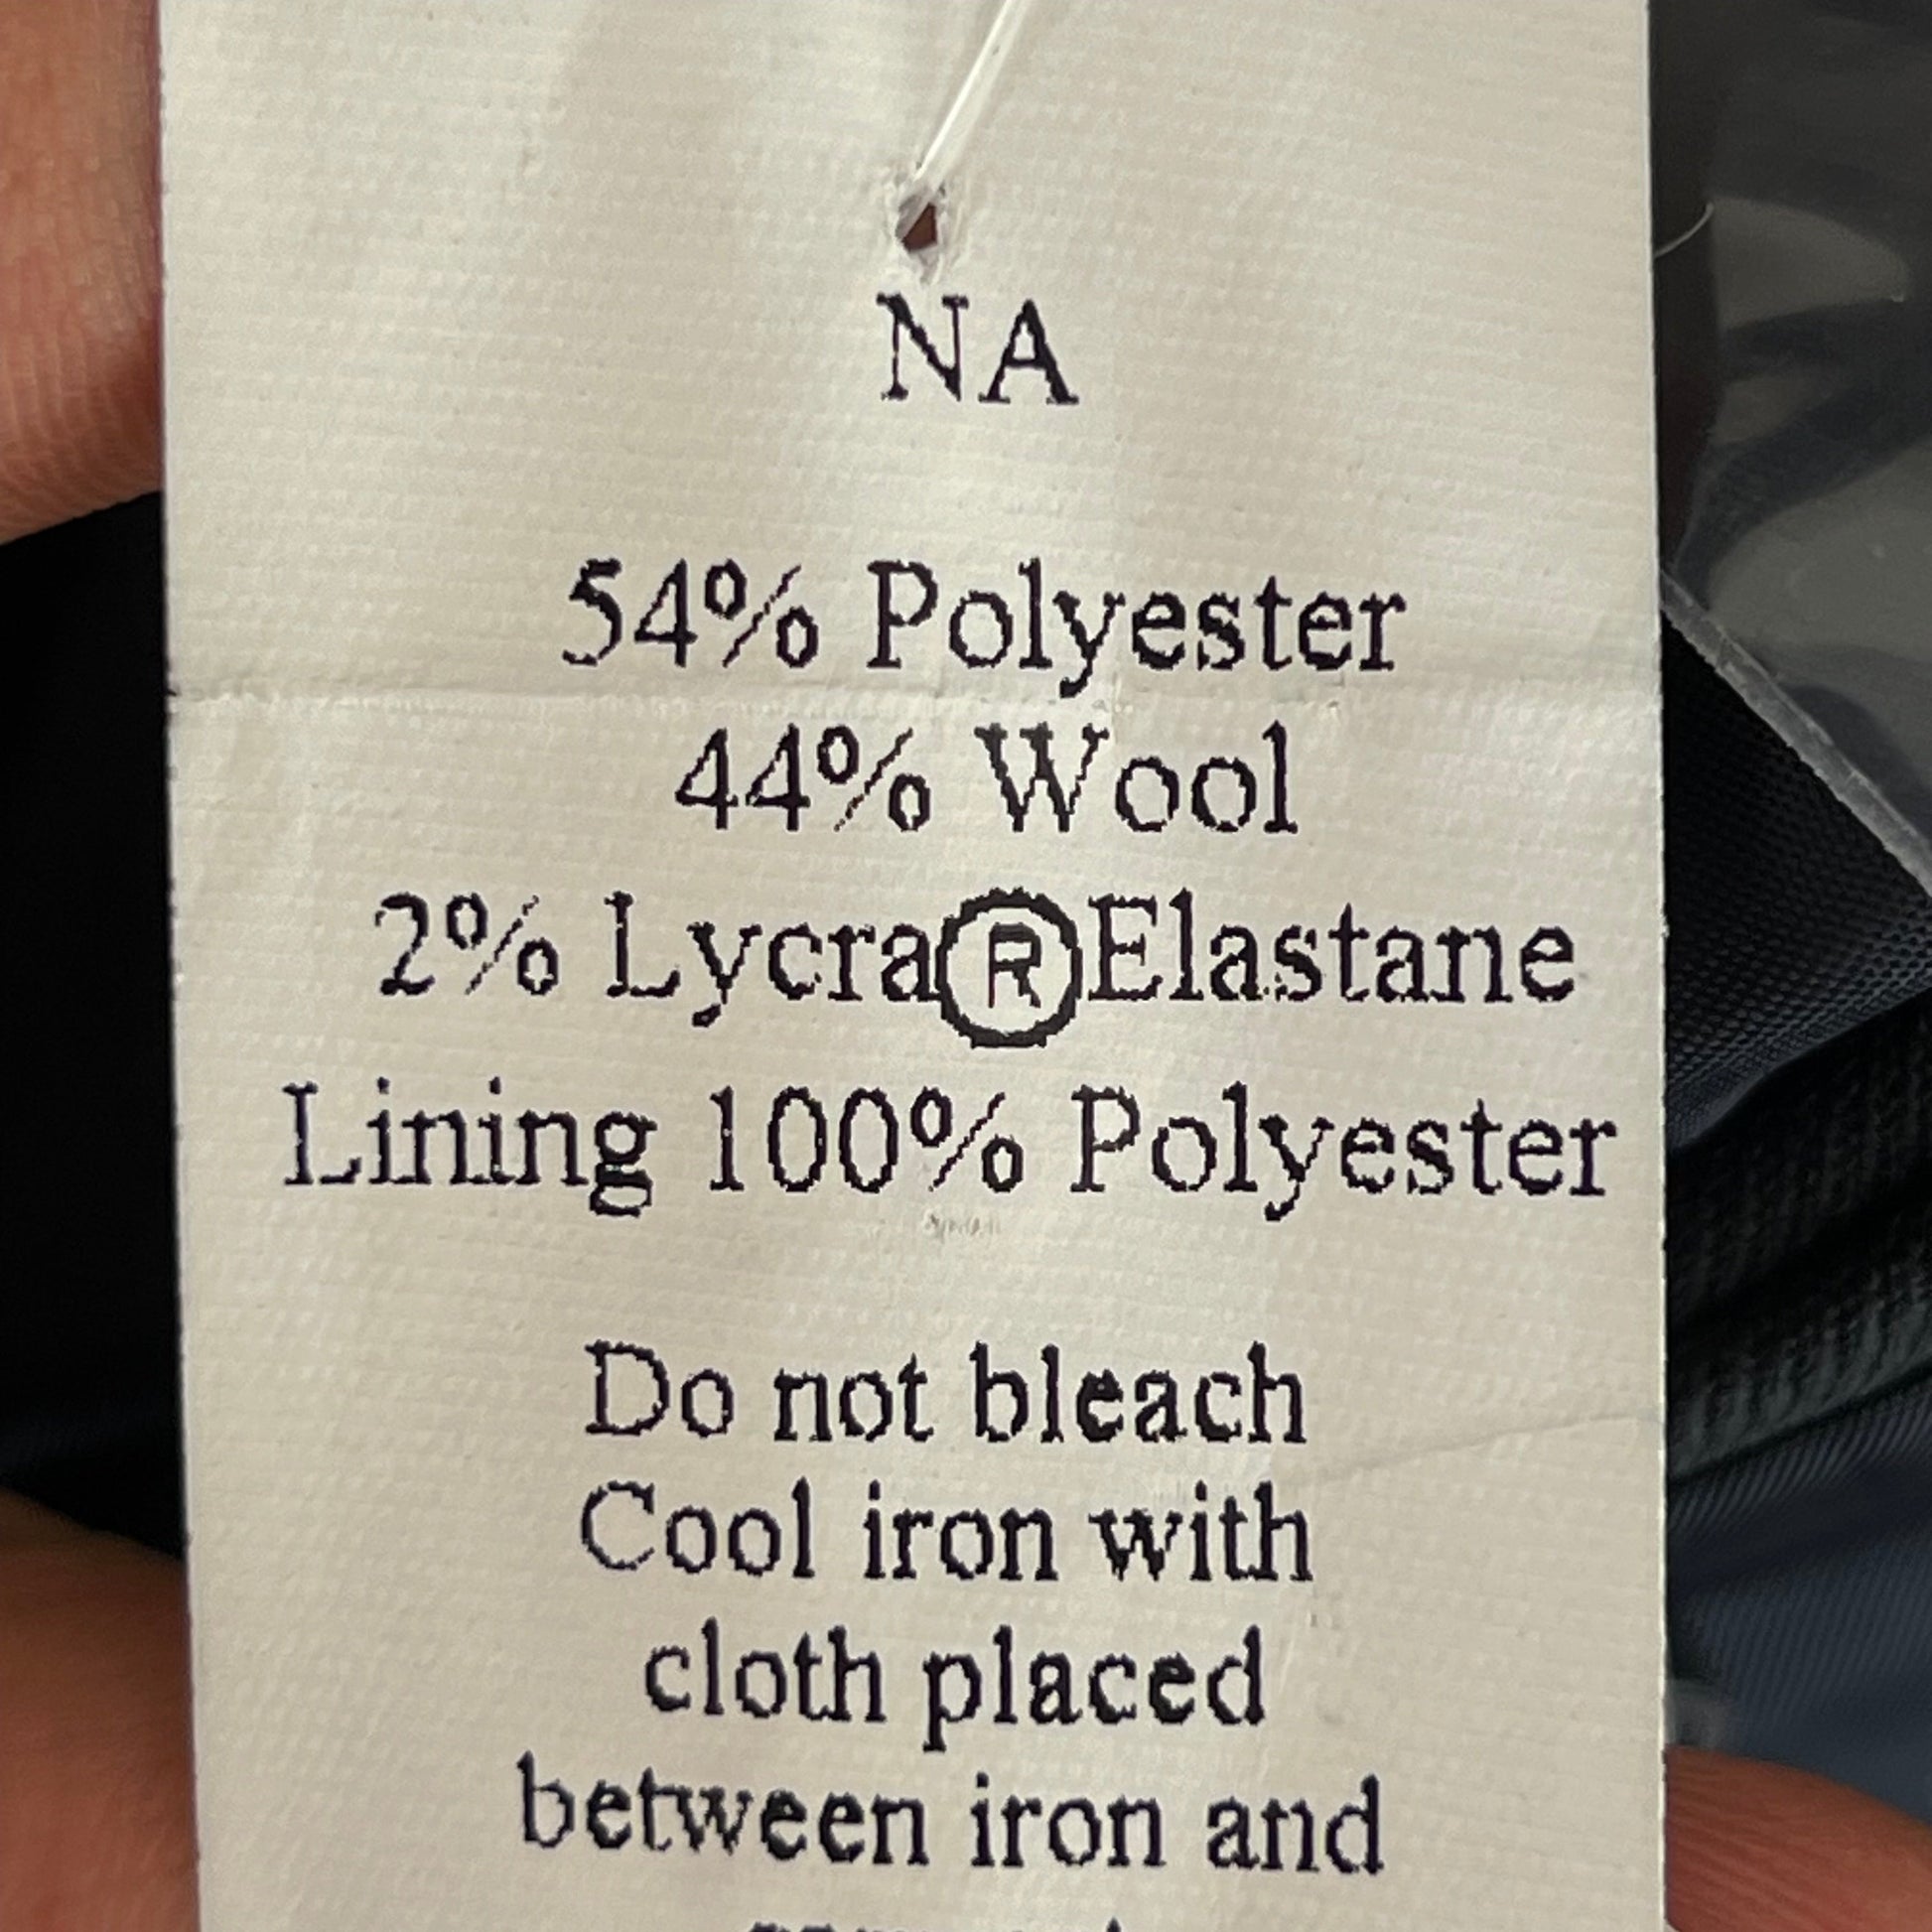 NA
54% Polyester
44% Wool
2% Lycra®Elastane
Lining 100% Polyester
Do not bleach
Cool iron with
cloth placed
between iron and